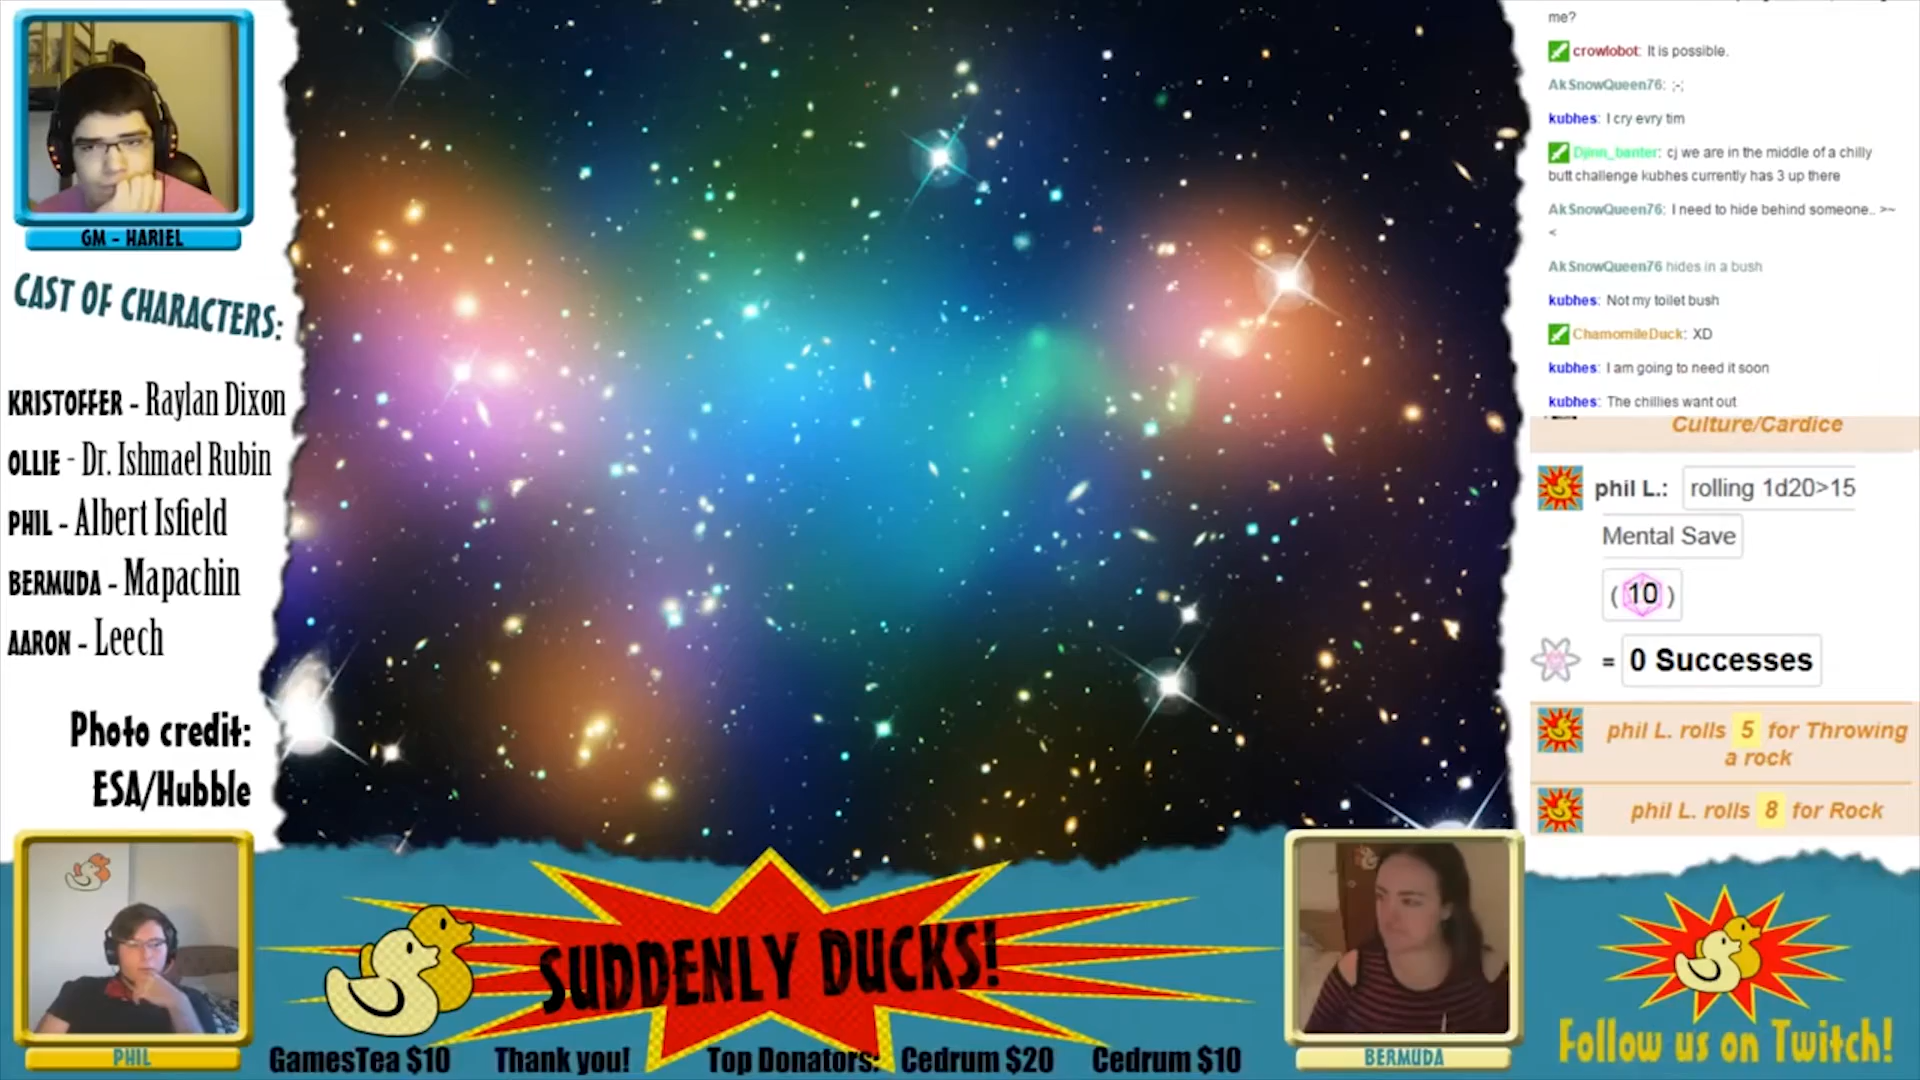 GM - HARIEL
CAST OF CHARACTERS:
KRISTOFFER - Raylan Dixon
OLLIE - Dr. Ishmael Rubin
PHIL - Albert Isfield
BERMUDA - Mapachin
AARON - Leech
Photo credit:
ESA/Hubble
PHIL
SUDDENLY DUCKS!
GamesTea $10 Thank you! Top Donators: Cedrum $20 Cedrum $10
BERMUDA
me?
crowlobot: It is possible.
AkSnowQueen76: ;-;
kubhes: I cry evry tim
Djinn_banter: cj we are in the middle of a chilly
butt challenge kubhes currently has 3 up there
AkSnowQueen76: I need to hide behind someone.. >~
<
AkSnowQueen76 hides in a bush
kubhes: Not my toilet bush
ChamomileDuck: XD
kubhes: I am going to need it soon
kubhes: The chillies want out
Culture/Cardice
phil L.: rolling 1d20>15
Mental Save
(10)
= 0 Successes
phil L. rolls 5 for Throwing
a rock
phil L. rolls 8 for Rock
Follow us on Twitch!